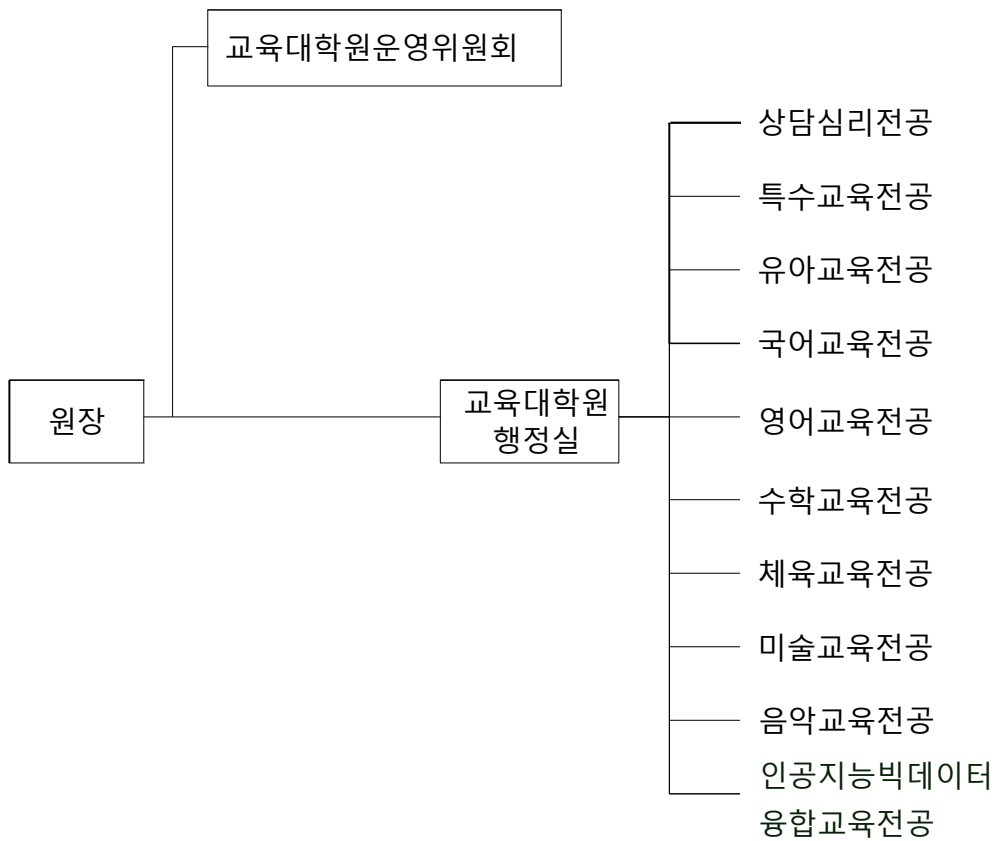 교육대학원운영위원회
상담심리전공
특수교육전공
유아교육전공
국어교육전공
원장
교육대학원
행정실
영어교육전공
수학교육전공
체육교육전공
미술교육전공
음악교육전공
인공지능빅데이터
융합교육전공